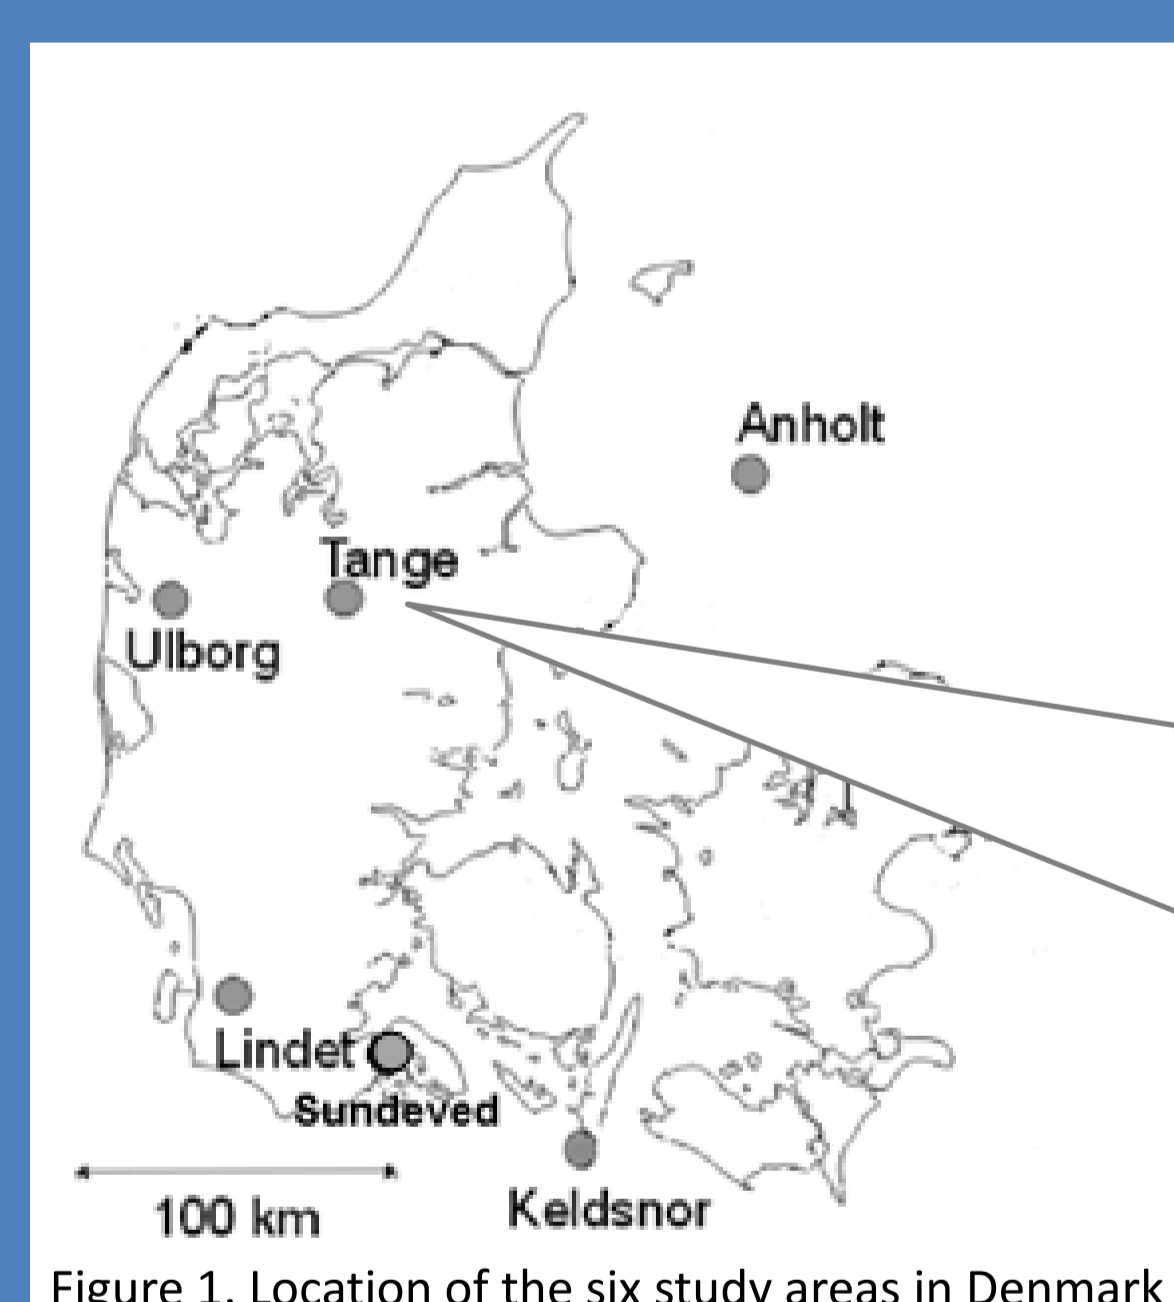 Anholt
Tange
Ulborg
Lindet
Sundeved
Keldsnor
100 km
Figure 1. Location of the six study areas in Denmark